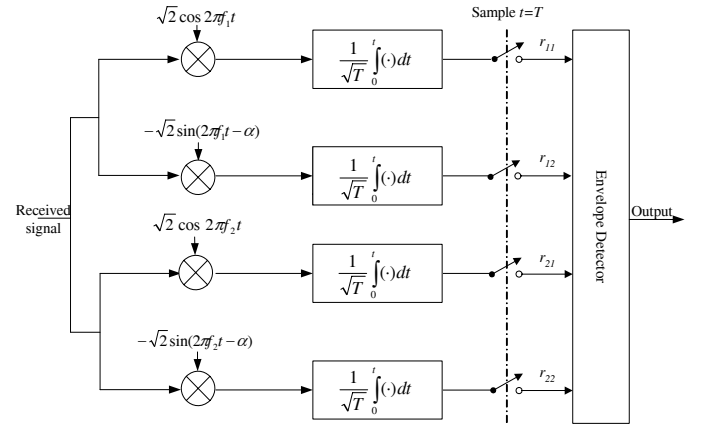 Sample t=T
√2 cos 2πf₁t
1/√T ∫₀ᵗ(·)dt
r₁₁
−√2 sin(2πf₁t−α)
1/√T ∫₀ᵗ(·)dt
r₁₂
Received
signal
√2 cos 2πf₂t
1/√T ∫₀ᵗ(·)dt
r₂₁
−√2 sin(2πf₂t−α)
1/√T ∫₀ᵗ(·)dt
r₂₂
Envelope Detector
Output